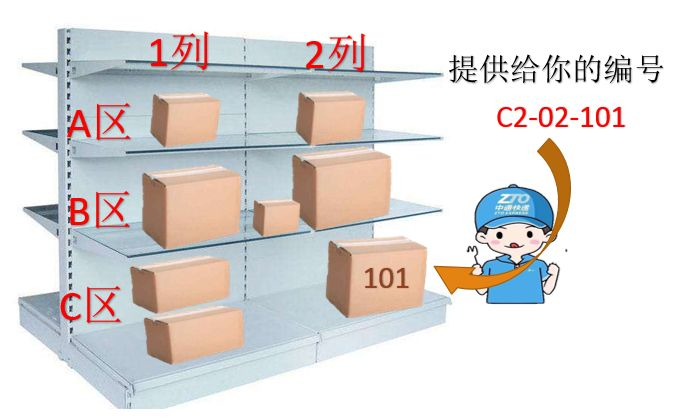 1列 2列
提供给你的编号
C2-02-101
A区
B区
C区
101
ZTO
中通快递
ZTO EXPRESS